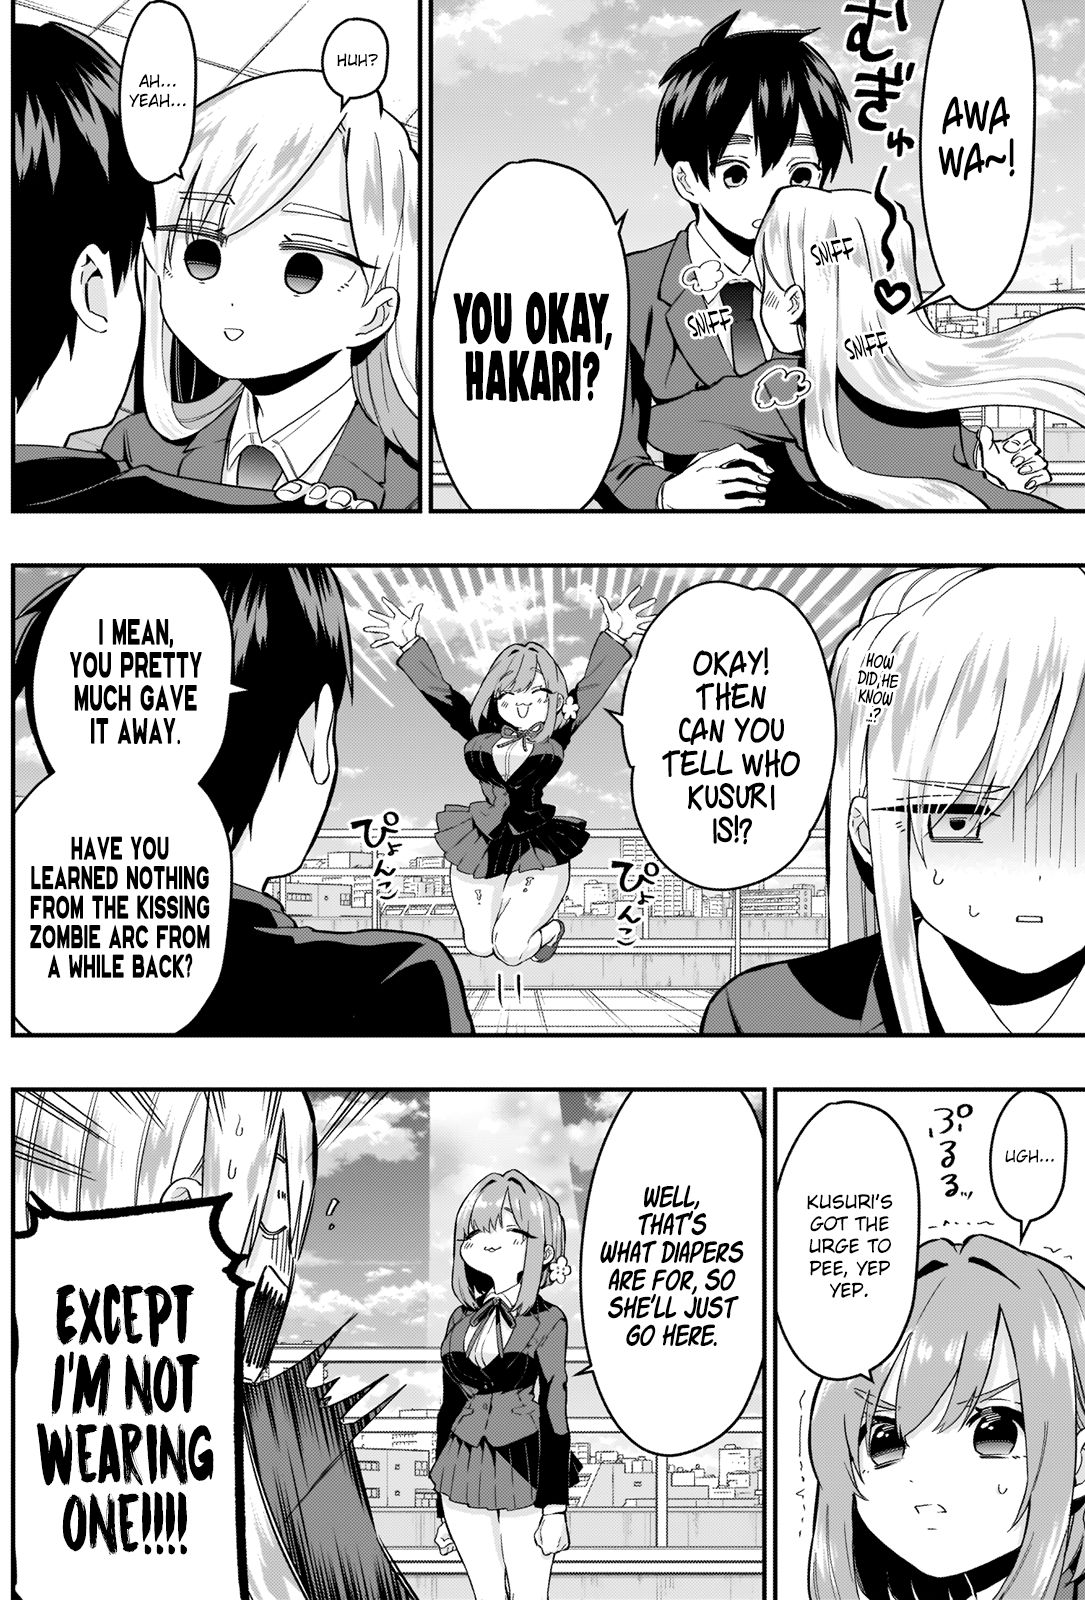 AWA
WA~!
むぎゅ
SNIFF
SNIFF
SNIFF
YOU OKAY,
HAKARI?
HUH?
AH...
YEAH...
HOW
DID HE
KNOW
...?
OKAY!
THEN
CAN YOU
TELL WHO
KUSURI
IS!?
ぴょんこ
ぴょんこ
I MEAN,
YOU PRETTY
MUCH GAVE
IT AWAY.
HAVE YOU
LEARNED NOTHING
FROM THE KISSING
ZOMBIE ARC FROM
A WHILE BACK?
UGH...
ぷるる
KUSURI'S
GOT THE
URGE TO
PEE, YEP
YEP.
WELL,
THAT'S
WHAT DIAPERS
ARE FOR, SO
SHE'LL JUST
GO HERE.
EXCEPT
I'M NOT
WEARING
ONE!!!!